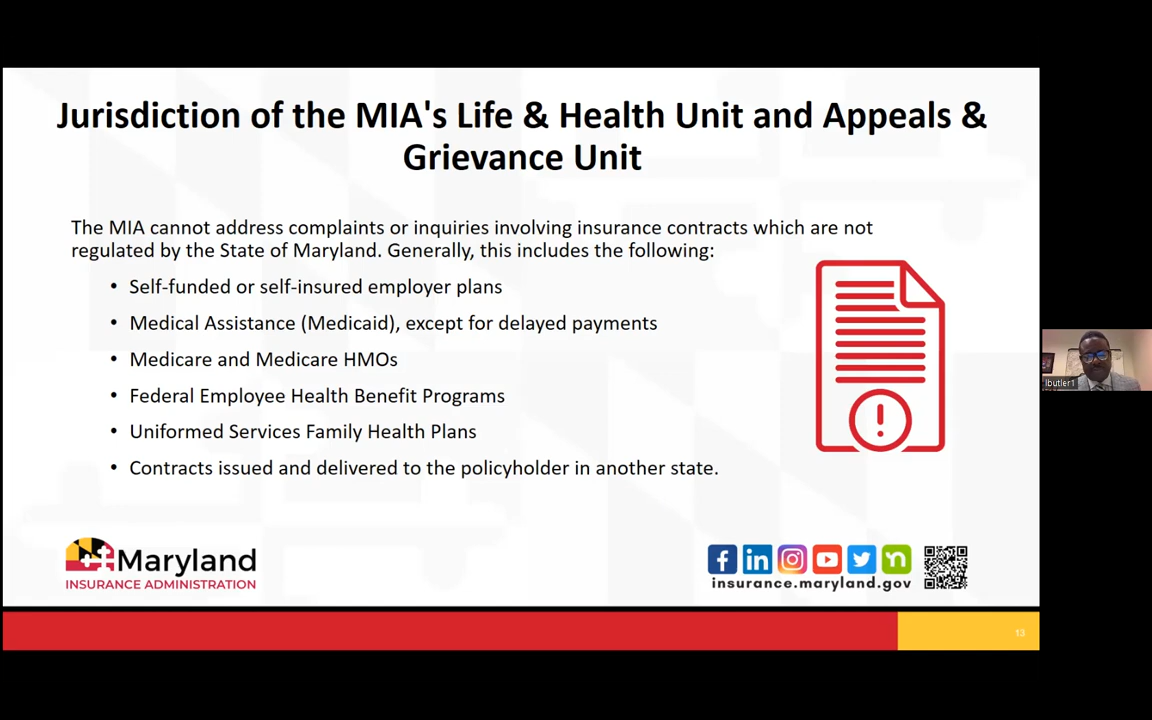 Jurisdiction of the MIA's Life & Health Unit and Appeals &
Grievance Unit
The MIA cannot address complaints or inquiries involving insurance contracts which are not
regulated by the State of Maryland. Generally, this includes the following:
• Self-funded or self-insured employer plans
• Medical Assistance (Medicaid), except for delayed payments
• Medicare and Medicare HMOs
• Federal Employee Health Benefit Programs
• Uniformed Services Family Health Plans
• Contracts issued and delivered to the policyholder in another state.
lbutler1
Maryland
INSURANCE ADMINISTRATION
insurance.maryland.gov
13